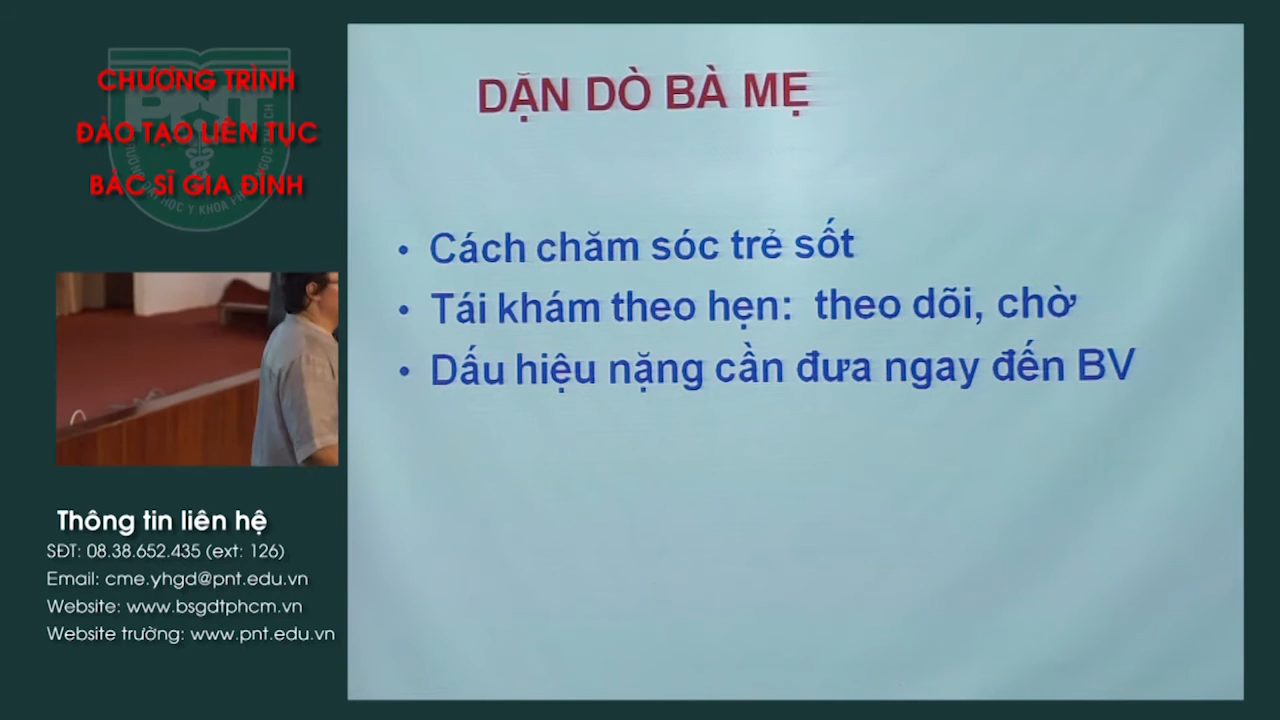 CHƯƠNG TRÌNH
ĐÀO TẠO LIÊN TỤC
BÁC SĨ GIA ĐÌNH
PNT
Thông tin liên hệ
SĐT: 08.38.652.435 (ext: 126)
Email: cme.yhgd@pnt.edu.vn
Website: www.bsgdtphcm.vn
Website trường: www.pnt.edu.vn
DẶN DÒ BÀ MẸ
• Cách chăm sóc trẻ sốt
• Tái khám theo hẹn: theo dõi, chờ
• Dấu hiệu nặng cần đưa ngay đến BV